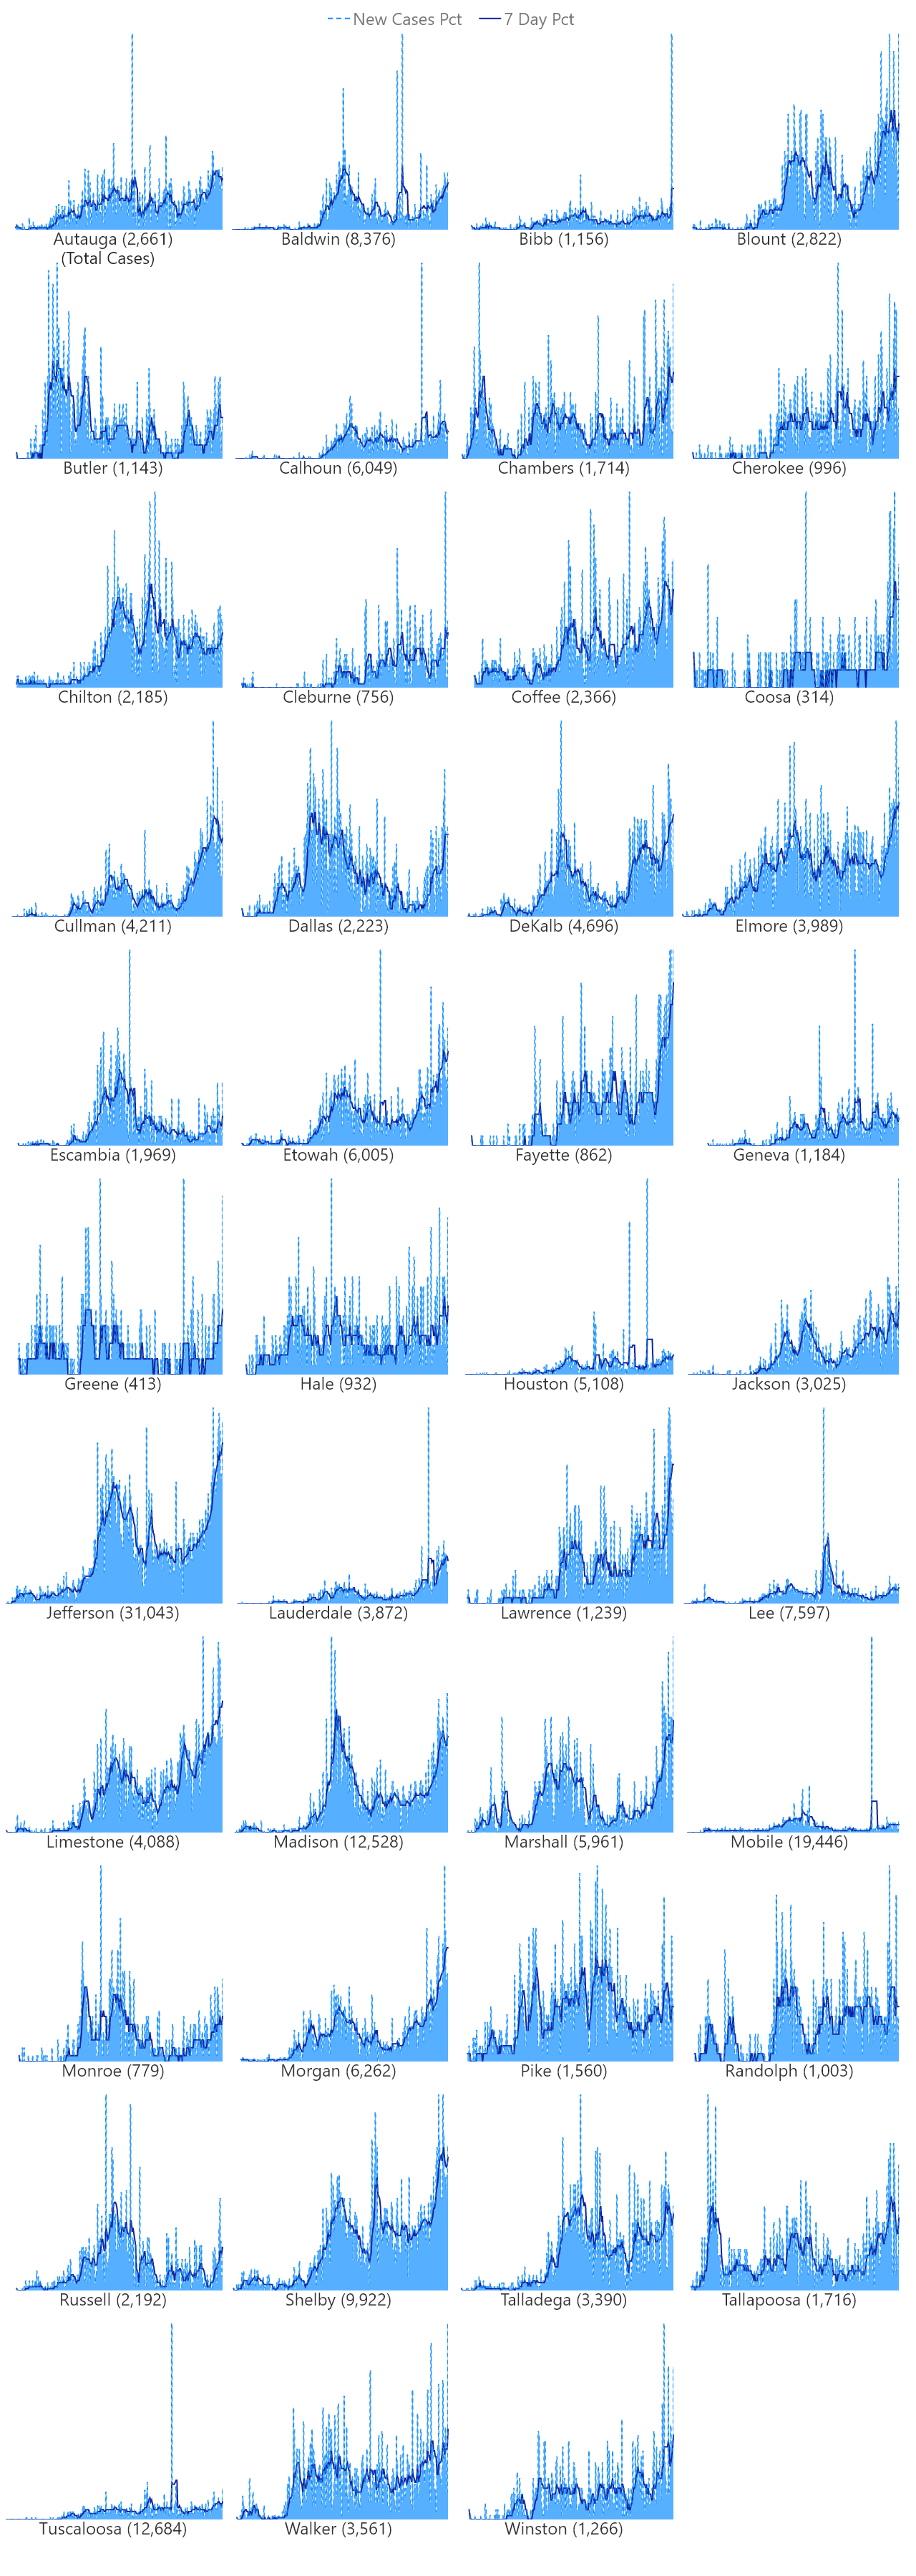 New Cases Pct 7 Day Pct
Autauga (2,661) Baldwin (8,376) Bibb (1,156) Blount (2,822)
(Total Cases)
Butler (1,143) Calhoun (6,049) Chambers (1,714) Cherokee (996)
Chilton (2,185) Cleburne (756) Coffee (2,366) Coosa (314)
Cullman (4,211) Dallas (2,223) DeKalb (4,696) Elmore (3,989)
Escambia (1,969) Etowah (6,005) Fayette (862) Geneva (1,184)
Greene (413) Hale (932) Houston (5,108) Jackson (3,025)
Jefferson (31,043) Lauderdale (3,872) Lawrence (1,239) Lee (7,597)
Limestone (4,088) Madison (12,528) Marshall (5,961) Mobile (19,446)
Monroe (779) Morgan (6,262) Pike (1,560) Randolph (1,003)
Russell (2,192) Shelby (9,922) Talladega (3,390) Tallapoosa (1,716)
Tuscaloosa (12,684) Walker (3,561) Winston (1,266)